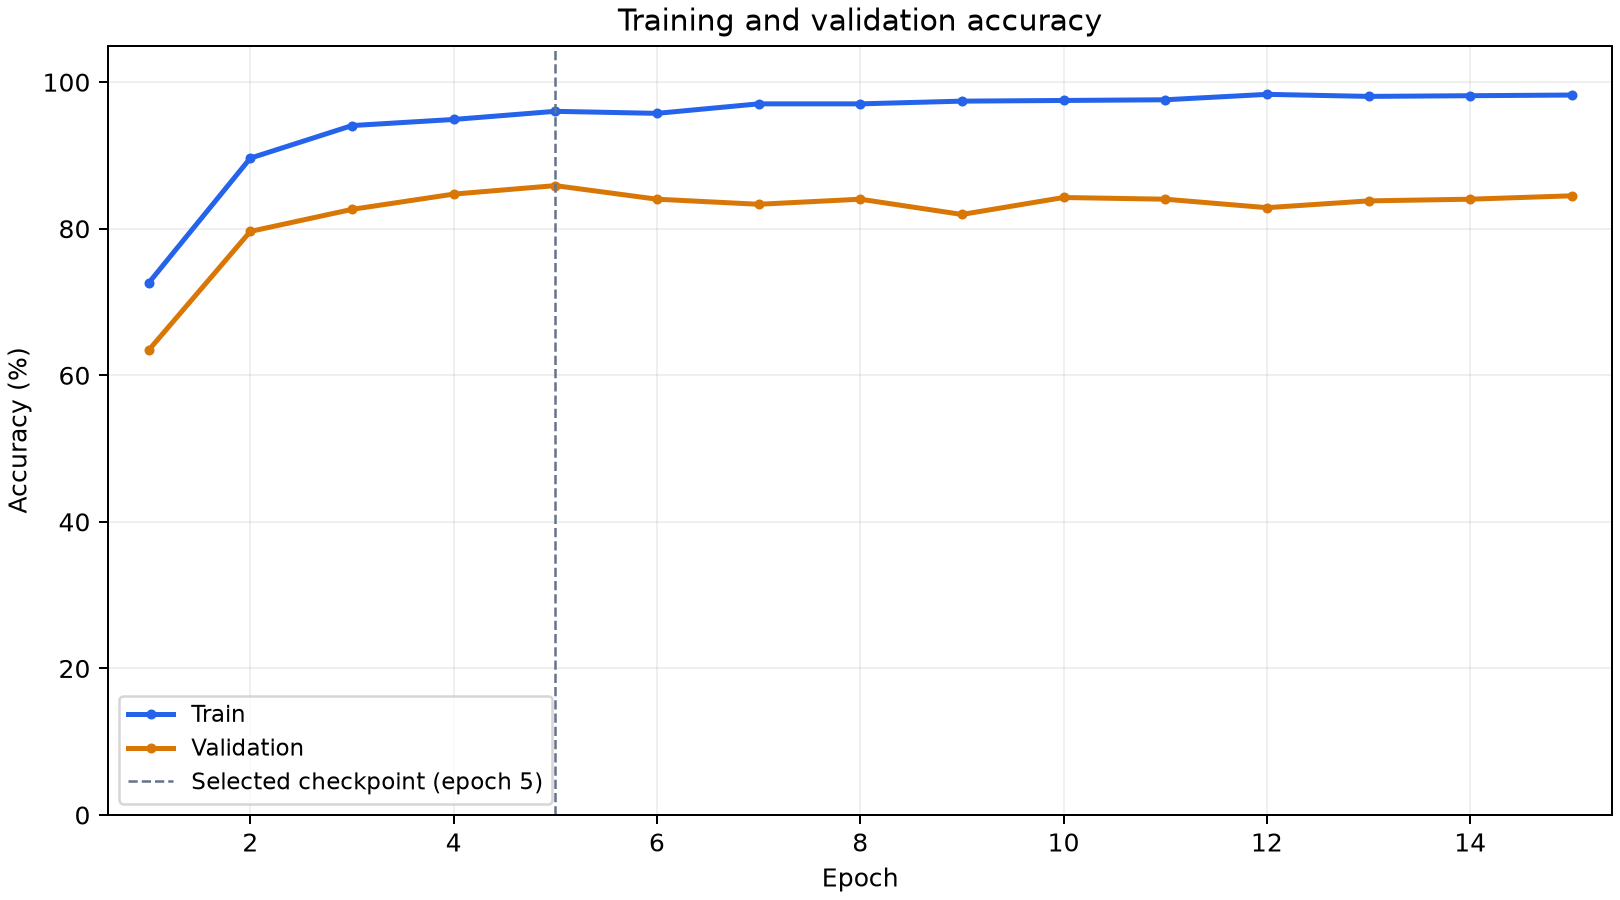 Training and validation accuracy
Accuracy (%)
100
80
60
40
20
0
Train
Validation
Selected checkpoint (epoch 5)
2 4 6 8 10 12 14
Epoch